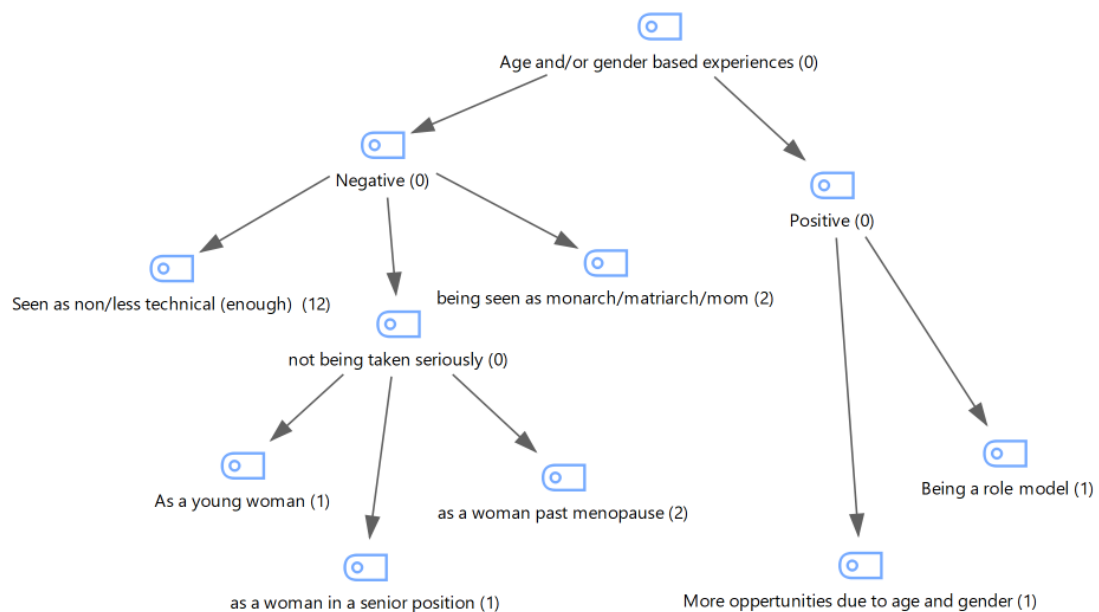 Age and/or gender based experiences (0)
Negative (0)
Positive (0)
Seen as non/less technical (enough)  (12)
being seen as monarch/matriarch/mom (2)
not being taken seriously (0)
As a young woman (1)
as a woman past menopause (2)
Being a role model (1)
as a woman in a senior position (1)
More opportunities due to age and gender (1)